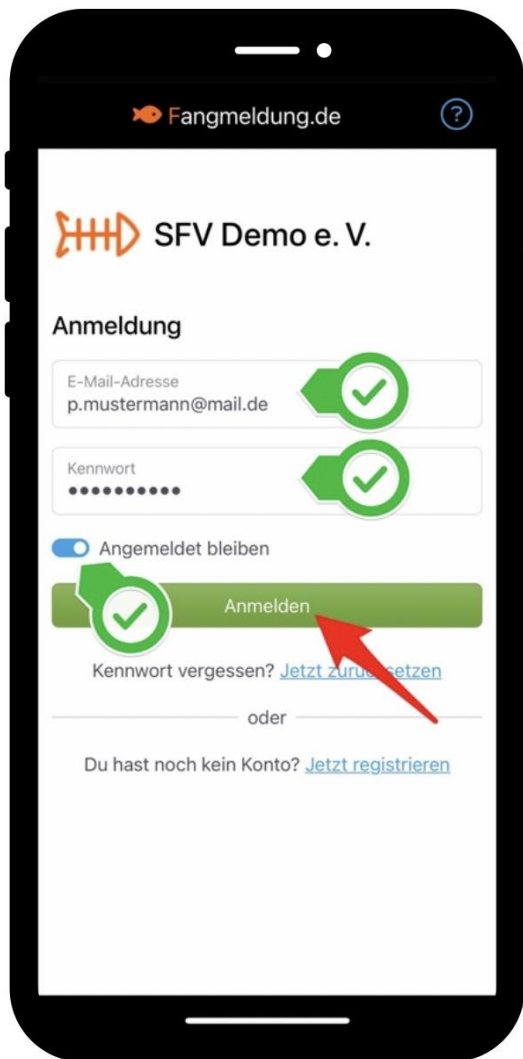 Fangmeldung.de
?
SFV Demo e. V.
Anmeldung
E-Mail-Adresse
p.mustermann@mail.de
Kennwort
••••••••••
Angemeldet bleiben
Anmelden
Kennwort vergessen? Jetzt zurücksetzen
oder
Du hast noch kein Konto? Jetzt registrieren